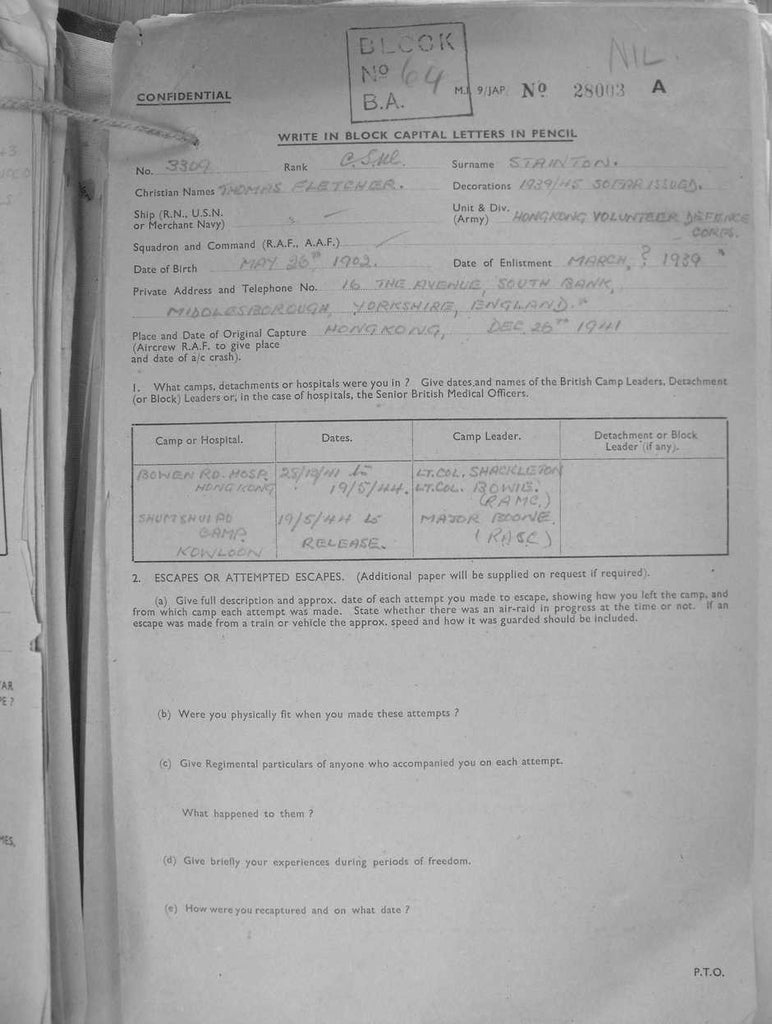 BLOCK
Nº 64
B.A.
NIL.
CONFIDENTIAL
M.I. 9/JAP. Nº 28003 A
WRITE IN BLOCK CAPITAL LETTERS IN PENCIL
No. 3309 Rank C.S.M. Surname STAINTON.
Christian Names THOMAS FLETCHER. Decorations 1939/45 SO FAR ISSUED.
Ship (R.N., U.S.N. or Merchant Navy) Unit & Div. (Army) HONGKONG VOLUNTEER DEFENCE CORPS.
Squadron and Command (R.A.F., A.A.F.)
Date of Birth MAY 26TH 1902. Date of Enlistment MARCH, ? 1939
Private Address and Telephone No. 16 THE AVENUE, SOUTH BANK,
MIDDLESBOROUGH, YORKSHIRE, ENGLAND.
Place and Date of Original Capture HONGKONG, DEC. 25TH 1941
(Aircrew R.A.F. to give place
and date of a/c crash).
1. What camps, detachments or hospitals were you in ? Give dates and names of the British Camp Leaders, Detachment
(or Block) Leaders or, in the case of hospitals, the Senior British Medical Officers.
Camp or Hospital. Dates. Camp Leader. Detachment or Block Leader (if any).
BOWEN RD. HOSP. 25/12/41 to LT. COL. SHACKLETON
HONG KONG 19/5/44. LT. COL. BOWIE.
(RAMC.)
SHUMSHUI PO 19/5/44 to MAJOR BOONE.
CAMP RELEASE. (RASC)
KOWLOON
2. ESCAPES OR ATTEMPTED ESCAPES. (Additional paper will be supplied on request if required).
(a) Give full description and approx. date of each attempt you made to escape, showing how you left the camp, and
from which camp each attempt was made. State whether there was an air-raid in progress at the time or not. If an
escape was made from a train or vehicle the approx. speed and how it was guarded should be included.
(b) Were you physically fit when you made these attempts ?
(c) Give Regimental particulars of anyone who accompanied you on each attempt.
What happened to them ?
(d) Give briefly your experiences during periods of freedom.
(e) How were you recaptured and on what date ?
P.T.O.